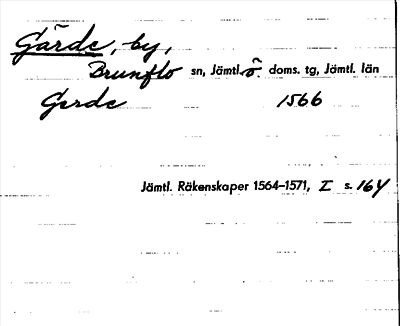 Gärde, by,
Brunflo sn, Jämtl. ö. doms. tg, Jämtl. län
Gerde 1566
Jämtl. Räkenskaper 1564–1571, I s. 164